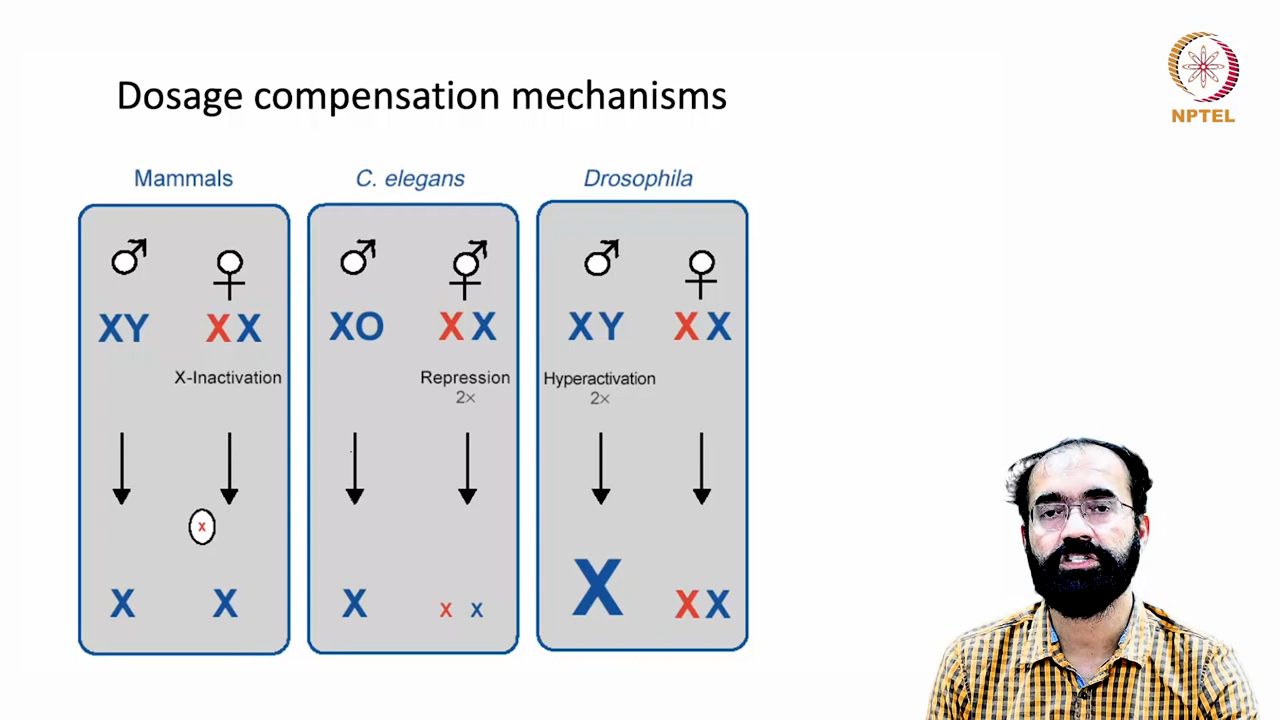 NPTEL
Dosage compensation mechanisms
Mammals
XY XX
X-Inactivation
x
X X
C. elegans
XO XX
Repression
2×
X x x
Drosophila
XY XX
Hyperactivation
2×
X XX